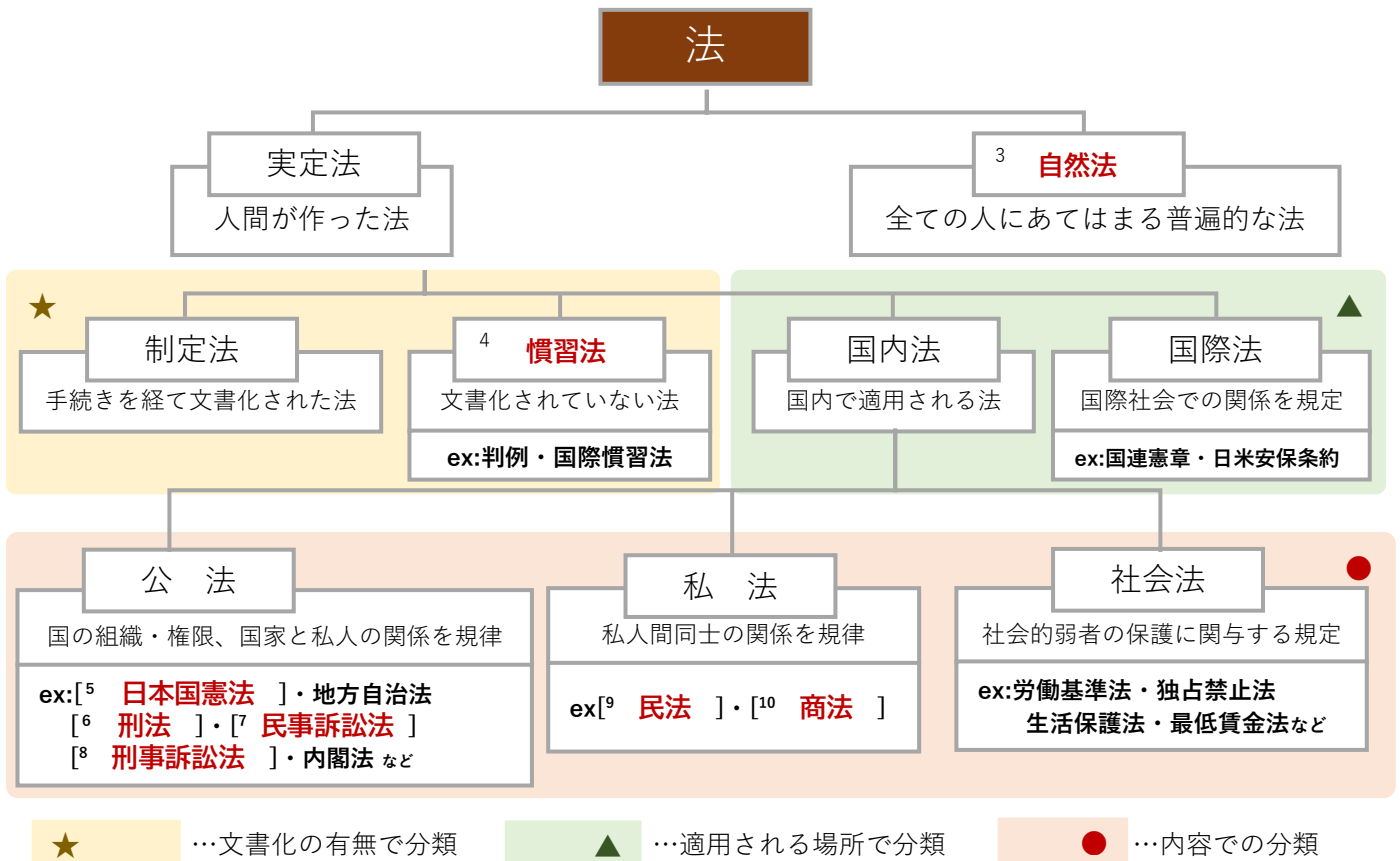 法
実定法
人間が作った法
3 自然法
全ての人にあてはまる普遍的な法
★
制定法
手続きを経て文書化された法
4 慣習法
文書化されていない法
ex:判例・国際慣習法
▲
国内法
国内で適用される法
国際法
国際社会での関係を規定
ex:国連憲章・日米安保条約
公　法
国の組織・権限、国家と私人の関係を規律
ex:[5 日本国憲法 ]・地方自治法
[6 刑法 ]・[7 民事訴訟法 ]
[8 刑事訴訟法 ]・内閣法 など
私　法
私人間同士の関係を規律
ex[9 民法 ]・[10 商法 ]
●
社会法
社会的弱者の保護に関与する規定
ex:労働基準法・独占禁止法
生活保護法・最低賃金法など
★ …文書化の有無で分類
▲ …適用される場所で分類
● …内容での分類